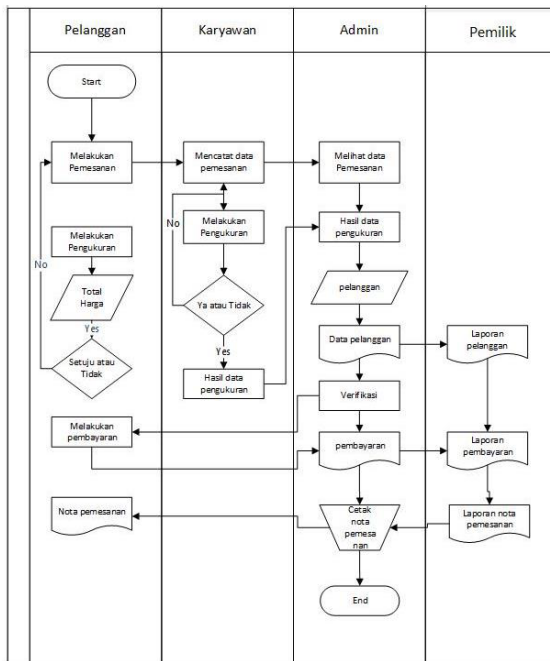 Pelanggan
Karyawan
Admin
Pemilik
Start
Melakukan
Pemesanan
Mencatat data
pemesanan
Melihat data
Pemesanan
No
Melakukan
Pengukuran
Hasil data
pengukuran
Melakukan
Pengukuran
No
Total
Harga
Ya atau Tidak
pelanggan
Yes
Setuju atau
Tidak
Yes
Data pelanggan
Laporan
pelanggan
Hasil data
pengukuran
Verifikasi
Melakukan
pembayaran
pembayaran
Laporan
pembayaran
Nota pemesanan
Cetak
nota
pemesa
nan
Laporan nota
pemesanan
End